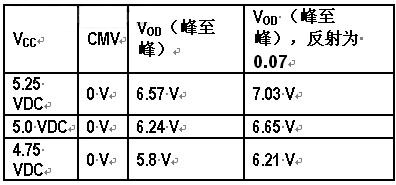 VCC
CMV
VOD（峰至
峰）
VOD（峰至
峰），反射为
0.07
5.25
VDC
0 V
6.57 V
7.03 V
5.0 VDC
0 V
6.24 V
6.65 V
4.75
VDC
0 V
5.8 V
6.21 V